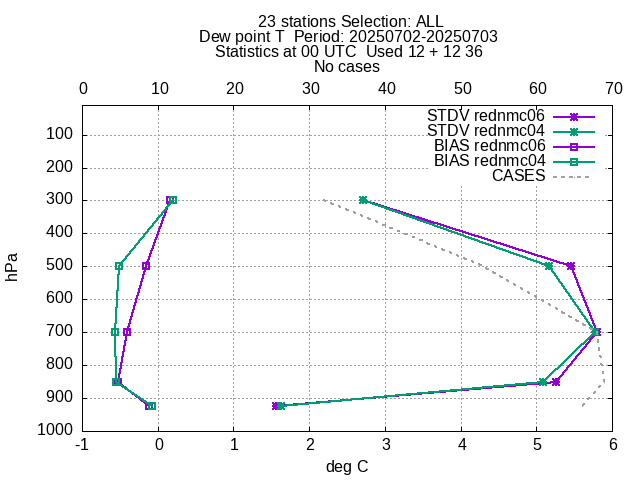 23 stations Selection: ALL
Dew point T  Period: 20250702-20250703
Statistics at 00 UTC  Used 12 + 12 36
No cases
0 10 20 30 40 50 60 70
STDV rednmc06
STDV rednmc04
BIAS rednmc06
BIAS rednmc04
CASES
100
200
300
400
500
600
700
800
900
1000
hPa
-1 0 1 2 3 4 5 6
deg C